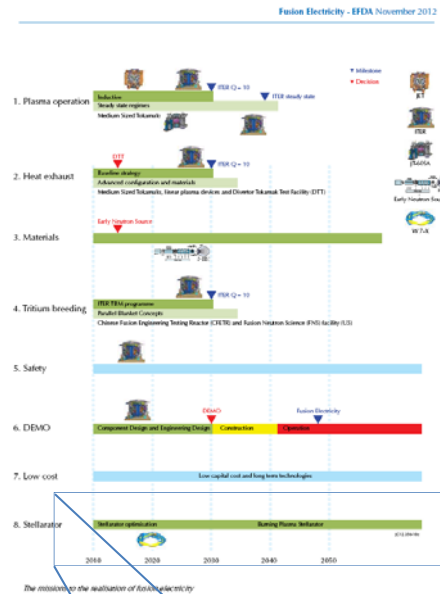 Fusion Electricity - EFDA November 2012
Milestone
Decision
ITER Q = 10
ITER steady state
1. Plasma operation
Inductive
Steady state regimes
Medium Sized Tokamaks
JET
ITER
JT60-SA
DTT
ITER Q = 10
2. Heat exhaust
Baseline strategy
Advanced configuration and materials
Medium Sized Tokamaks, linear plasma devices and Divertor Tokamak Test Facility (DTT)
Early Neutron Sour
W7-X
Early Neutron Source
3. Materials
ITER Q = 10
4. Tritium breeding
ITER TBM programme
Parallel Blanket Concepts
Chinese Fusion Engineering Testing Reactor (CFETR) and Fusion Neutron Science (FNS) facility (US)
5. Safety
DEMO
Fusion Electricity
6. DEMO
Component Design and Engineering Design
Construction
Operation
7. Low cost
Low capital cost and long term technologies
8. Stellarator
Stellarator optimisation
Burning Plasma Stellarator
2010
2020
2030
2040
2050
The missions to the realisation of fusion electricity